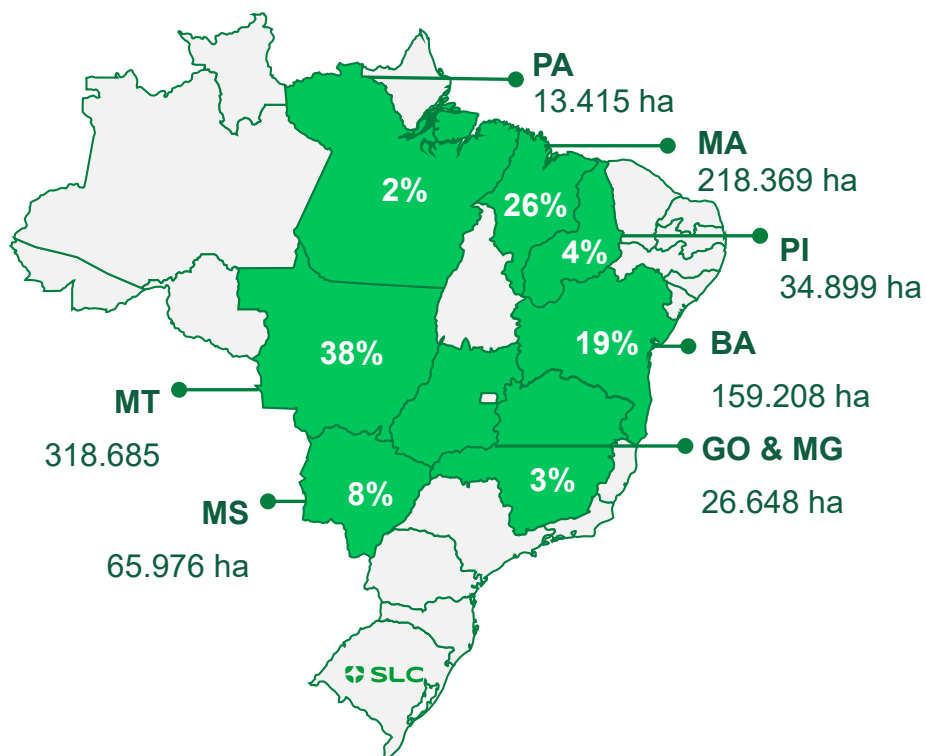 PA
13.415 ha
MA
218.369 ha
2%
26%
4%
PI
34.899 ha
38%
19%
BA
159.208 ha
MT
318.685
GO & MG
26.648 ha
8%
3%
MS
65.976 ha
SLC